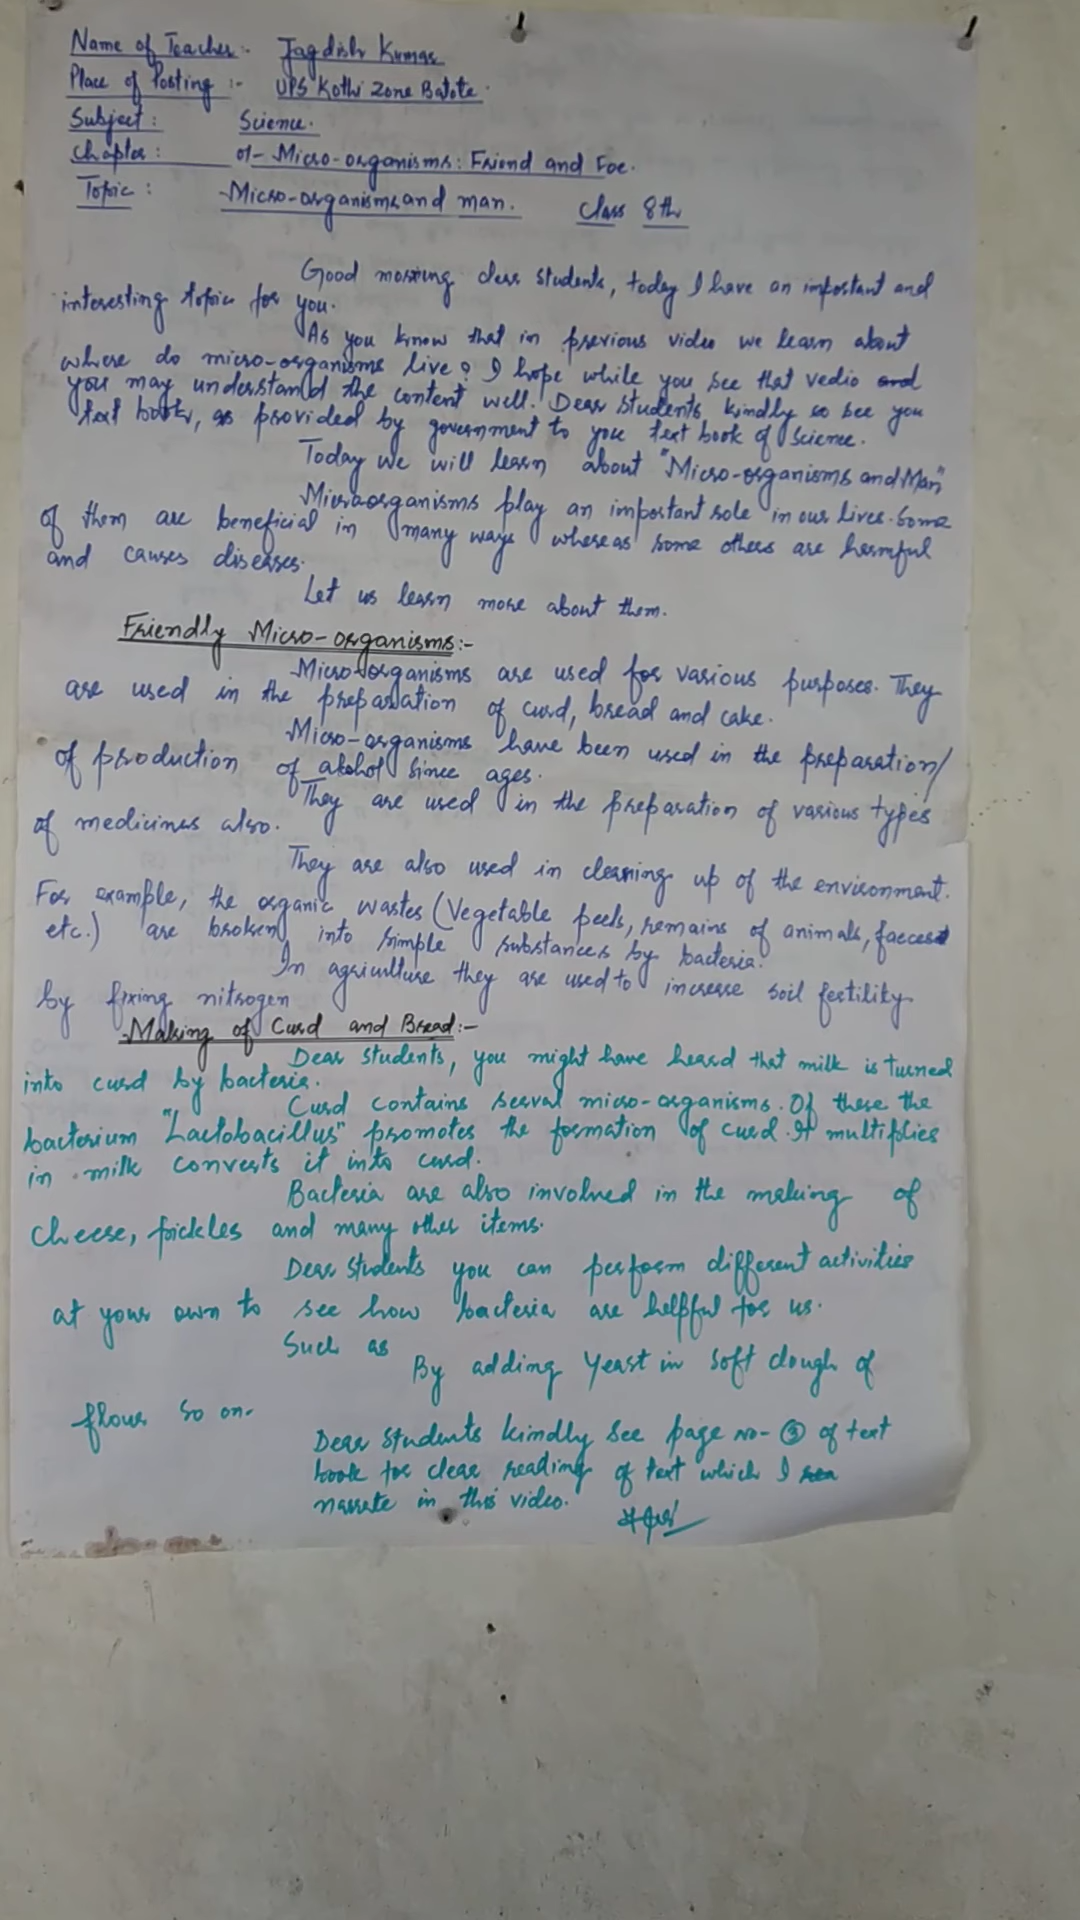 Name of Teacher:- Jagdish Kumar
Place of Posting :- UPS Kothi Zone Batote.
Subject: Science.
Chapter: 01- Micro-organisms: Friend and Foe.
Topic: Micro-organisms and man. Class 8th
Good morning dear students, today I have an important and
interesting topic for you.
As you know that in previous video we learn about
where do micro-organisms live? I hope while you see that vedio and
you may understand the content well. Dear students, kindly so see you
text book, as provided by government to you text book of Science.
Today we will learn about "Micro-organisms and Man"
Microorganisms play an important role in our lives. Some
of them are beneficial in many ways whereas some others are harmful
and causes diseases.
Let us learn more about them.
Friendly Micro-organisms:-
Micro-organisms are used for various purposes. They
are used in the preparation of curd, bread and cake.
Micro-organisms have been used in the preparation/
of production of akohol since ages.
They are used in the preparation of various types
of medicines also.
They are also used in cleaning up of the environment.
For example, the organic wastes (Vegetable peels, remains of animals, faeces
etc.) are broken into simple substances by bacteria.
In agriculture they are used to increase soil fertility
by fixing nitrogen
Making of Curd and Bread:-
Dear students, you might have heard that milk is turned
into curd by bacteria.
Curd contains serval micro-organisms. Of these the
bacterium "Lactobacillus" promotes the formation of curd. It multiplies
in milk converts it into curd.
Bacteria are also involved in the making of
cheese, pickles and many other items.
Dear students you can perform different activities
at your own to see how bacteria are helpful for us.
Such as
By adding yeast in soft dough of
flour so on.
Dear students kindly see page no- 3 of text
book for clear reading of text which I
narrate in this video.